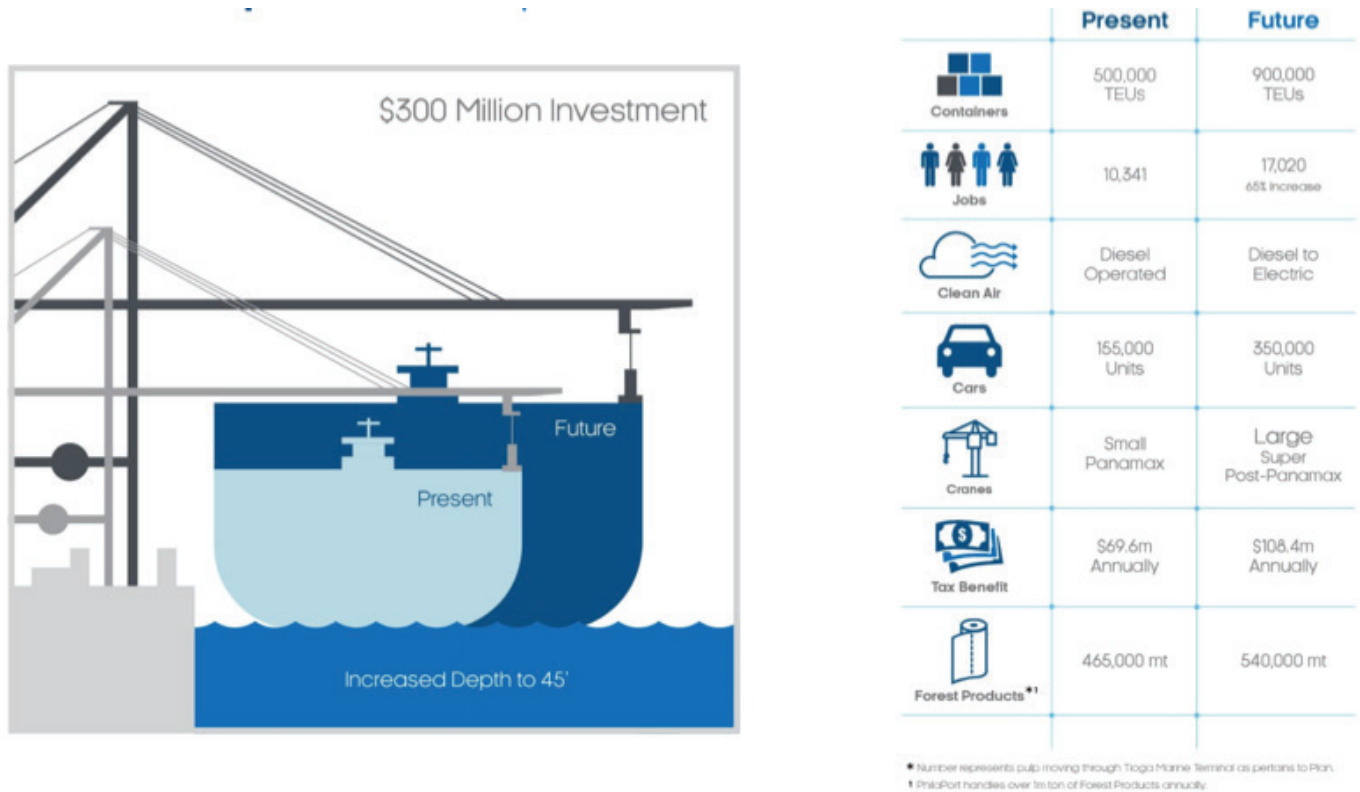 $300 Million Investment
Future
Present
Increased Depth to 45'
Present Future
Containers
500,000
TEUs
900,000
TEUs
Jobs
10,341
17,020
65% Increase
Clean Air
Diesel
Operated
Diesel to
Electric
Cars
155,000
Units
350,000
Units
Cranes
Small
Panamax
Large
Super
Post-Panamax
Tax Benefit
$69.6m
Annually
$108.4m
Annually
Forest Products*1
465,000 mt
540,000 mt
* Number represents pulp moving through Tioga Marine Terminal as pertains to Plan.
1 PhilaPort handles over 1m ton of Forest Products annually.